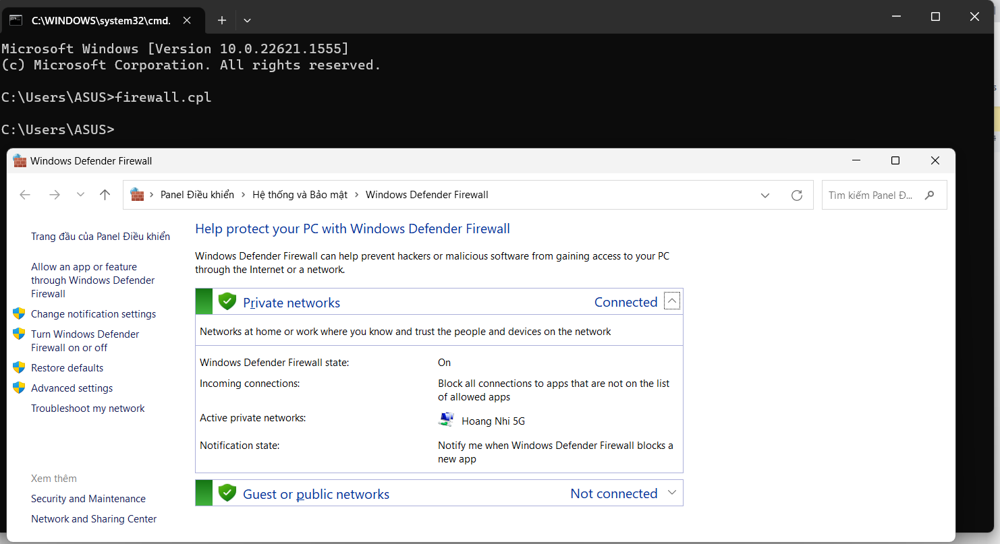 C:\WINDOWS\system32\cmd.
Microsoft Windows [Version 10.0.22621.1555]
(c) Microsoft Corporation. All rights reserved.
C:\Users\ASUS>firewall.cpl
C:\Users\ASUS>
Windows Defender Firewall
Panel Điều khiển > Hệ thống và Bảo mật > Windows Defender Firewall
Tìm kiếm Panel Đ...
Trang đầu của Panel Điều khiển
Allow an app or feature
through Windows Defender
Firewall
Change notification settings
Turn Windows Defender
Firewall on or off
Restore defaults
Advanced settings
Troubleshoot my network
Xem thêm
Security and Maintenance
Network and Sharing Center
Help protect your PC with Windows Defender Firewall
Windows Defender Firewall can help prevent hackers or malicious software from gaining access to your PC
through the Internet or a network.
Private networks Connected
Networks at home or work where you know and trust the people and devices on the network
Windows Defender Firewall state: On
Incoming connections: Block all connections to apps that are not on the list
of allowed apps
Active private networks: Hoang Nhi 5G
Notification state: Notify me when Windows Defender Firewall blocks a
new app
Guest or public networks Not connected